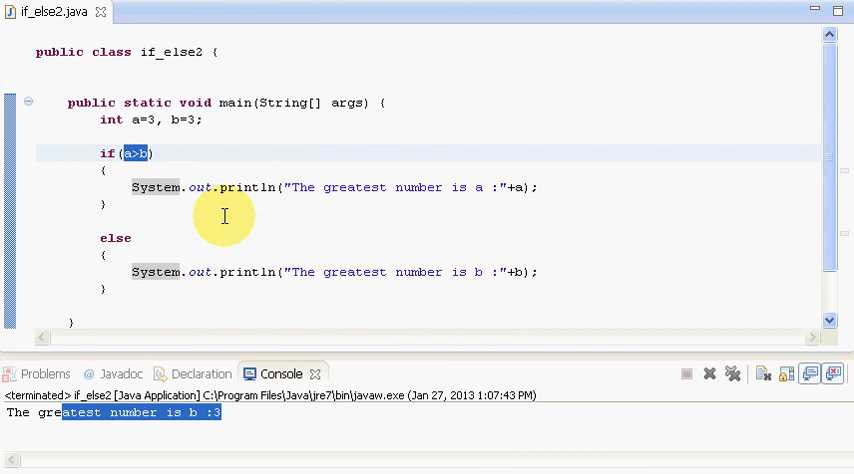 if_else2.java
public class if_else2 {
public static void main(String[] args) {
int a=3, b=3;
if(a>b)
{
System.out.println("The greatest number is a :"+a);
}
else
{
System.out.println("The greatest number is b :"+b);
}
}
Problems @ Javadoc Declaration Console
<terminated> if_else2 [Java Application] C:\Program Files\Java\jre7\bin\javaw.exe (Jan 27, 2013 1:07:43 PM)
The greatest number is b :3